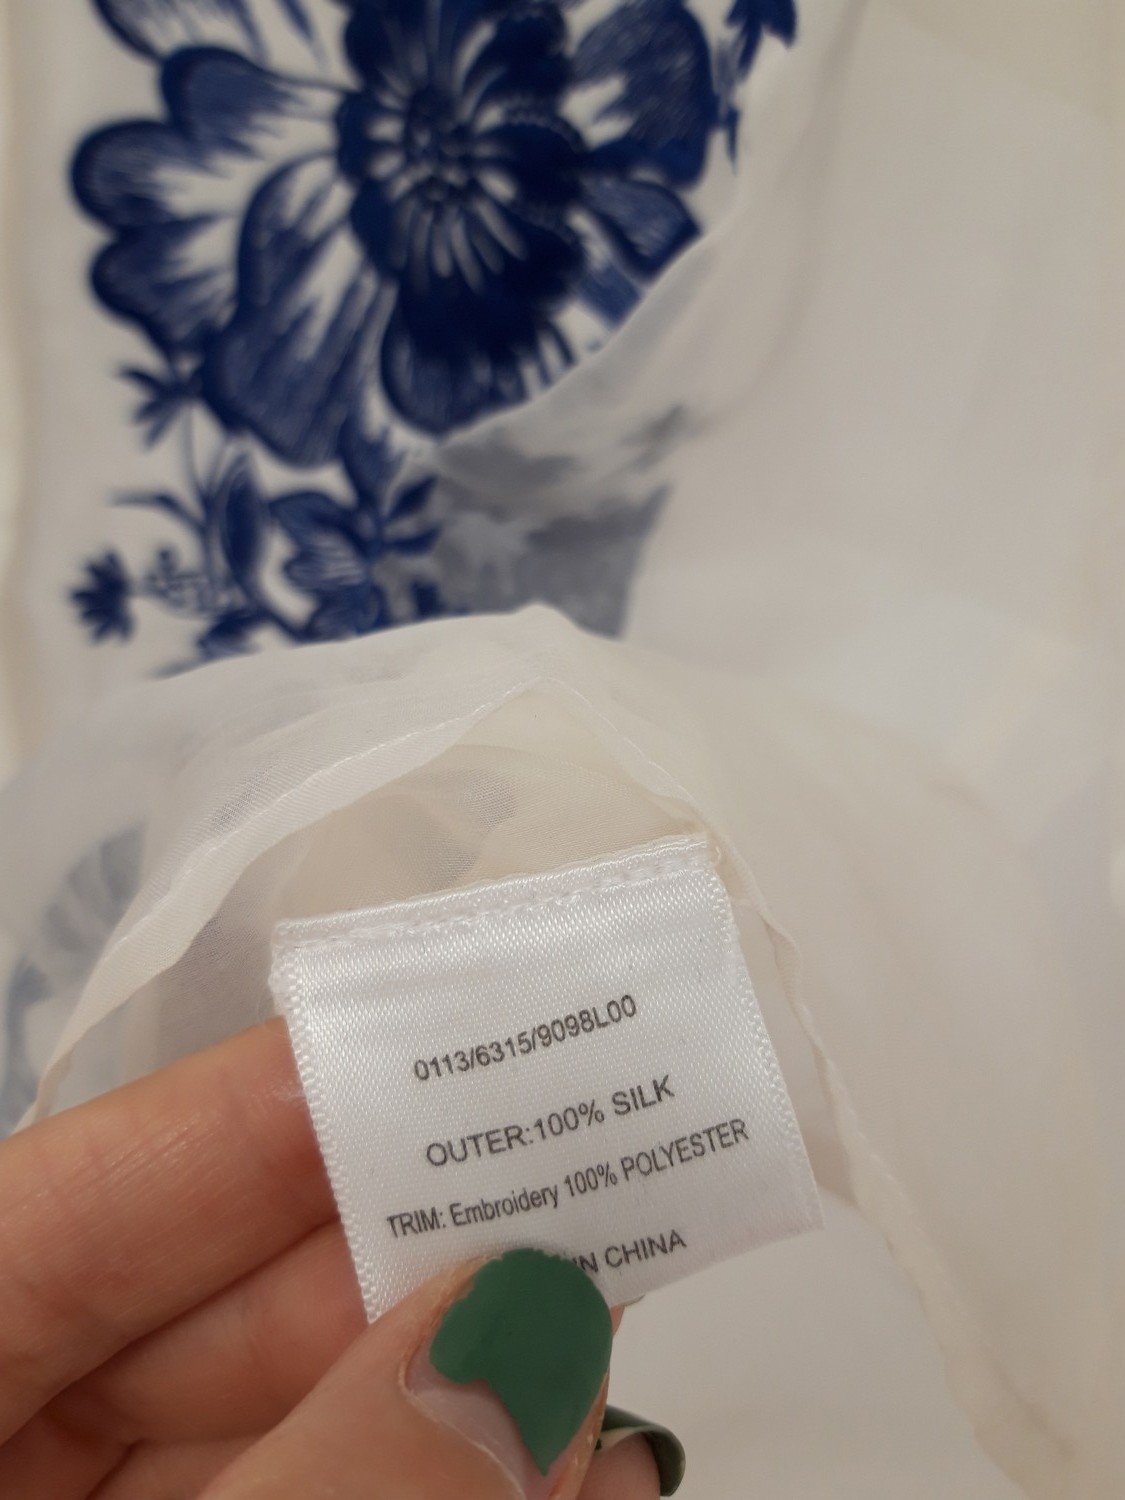 0113/6315/9098L00
OUTER:100% SILK
TRIM: Embroidery 100% POLYESTER
IN CHINA